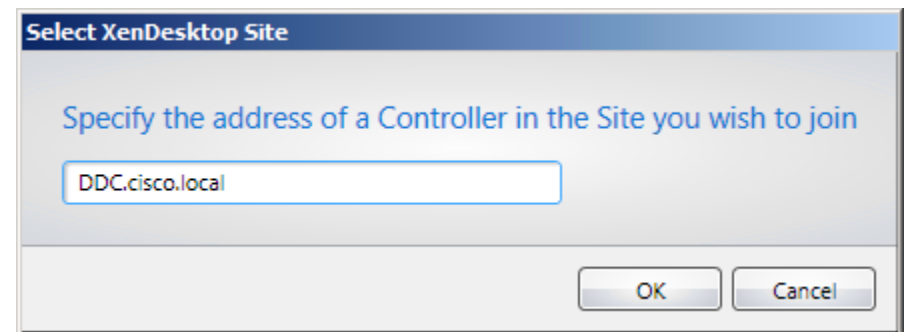 Select XenDesktop Site
Specify the address of a Controller in the Site you wish to join
DDC.cisco.local
OK Cancel